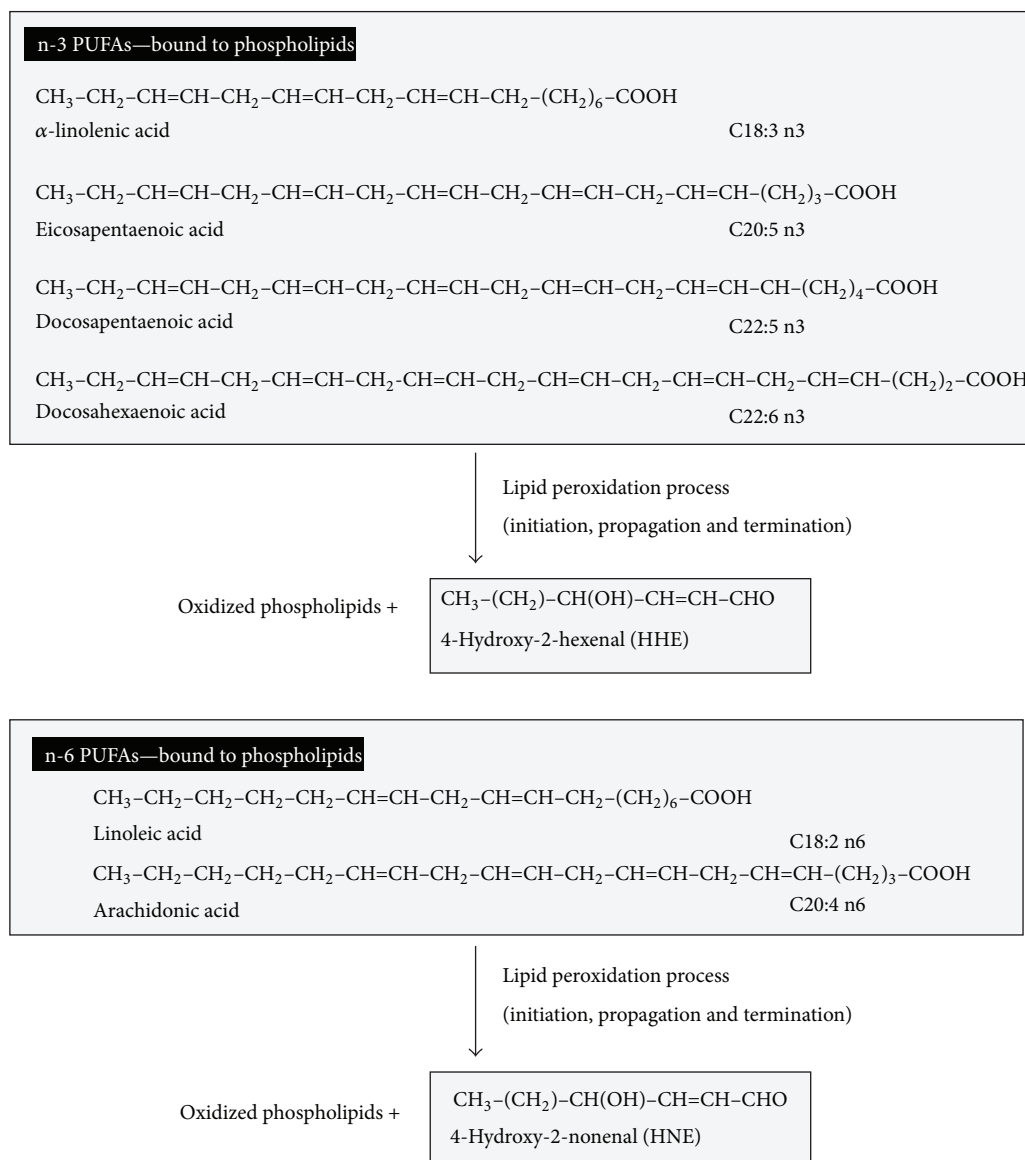 n-3 PUFAs—bound to phospholipids
CH₃–CH₂–CH=CH–CH₂–CH=CH–CH₂–CH=CH–CH₂–(CH₂)₆–COOH
α-linolenic acid C18:3 n3
CH₃–CH₂–CH=CH–CH₂–CH=CH–CH₂–CH=CH–CH₂–CH=CH–CH₂–CH=CH–(CH₂)₃–COOH
Eicosapentaenoic acid C20:5 n3
CH₃–CH₂–CH=CH–CH₂–CH=CH–CH₂–CH=CH–CH₂–CH=CH–CH₂–CH=CH–CH–(CH₂)₄–COOH
Docosapentaenoic acid C22:5 n3
CH₃–CH₂–CH=CH–CH₂–CH=CH–CH₂-CH=CH–CH₂–CH=CH–CH₂–CH=CH–CH₂–CH=CH–(CH₂)₂–COOH
Docosahexaenoic acid C22:6 n3
Lipid peroxidation process
(initiation, propagation and termination)
Oxidized phospholipids + CH₃–(CH₂)–CH(OH)–CH=CH–CHO
4-Hydroxy-2-hexenal (HHE)
n-6 PUFAs—bound to phospholipids
CH₃–CH₂–CH₂–CH₂–CH₂–CH=CH–CH₂–CH=CH–CH₂–(CH₂)₆–COOH
Linoleic acid C18:2 n6
CH₃–CH₂–CH₂–CH₂–CH₂–CH=CH–CH₂–CH=CH–CH₂–CH=CH–CH₂–CH=CH–(CH₂)₃–COOH
Arachidonic acid C20:4 n6
Lipid peroxidation process
(initiation, propagation and termination)
Oxidized phospholipids + CH₃–(CH₂)–CH(OH)–CH=CH–CHO
4-Hydroxy-2-nonenal (HNE)